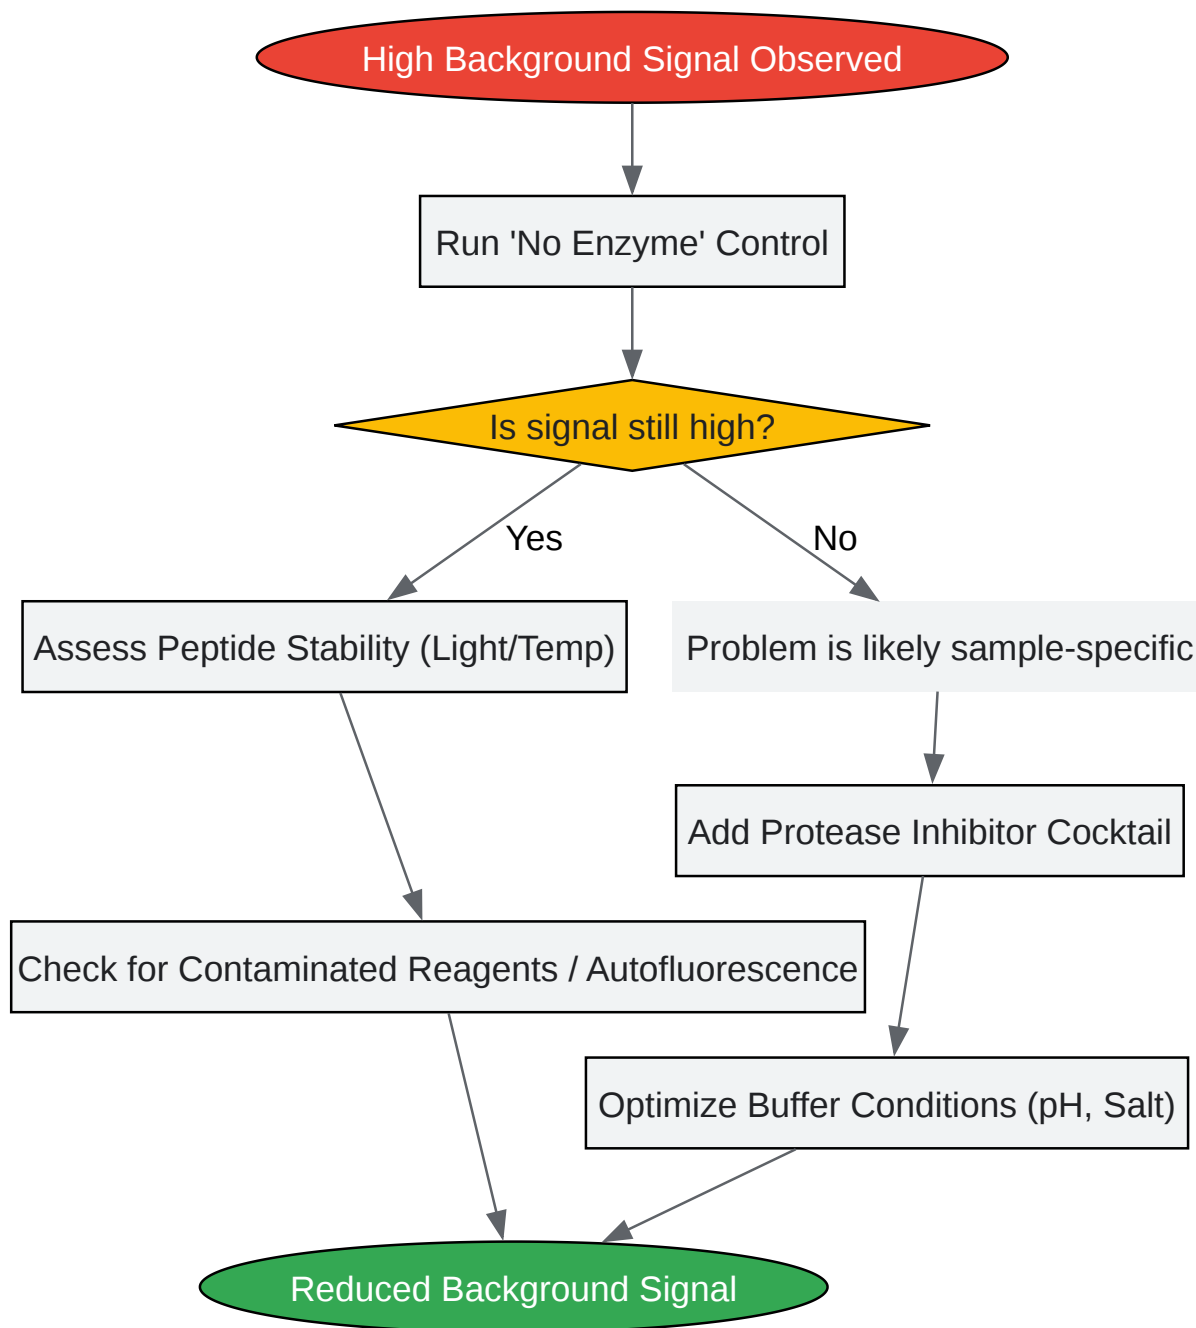 High Background Signal Observed
Run 'No Enzyme' Control
Is signal still high?
Yes
No
Assess Peptide Stability (Light/Temp)
Problem is likely sample-specific
Add Protease Inhibitor Cocktail
Check for Contaminated Reagents / Autofluorescence
Optimize Buffer Conditions (pH, Salt)
Reduced Background Signal